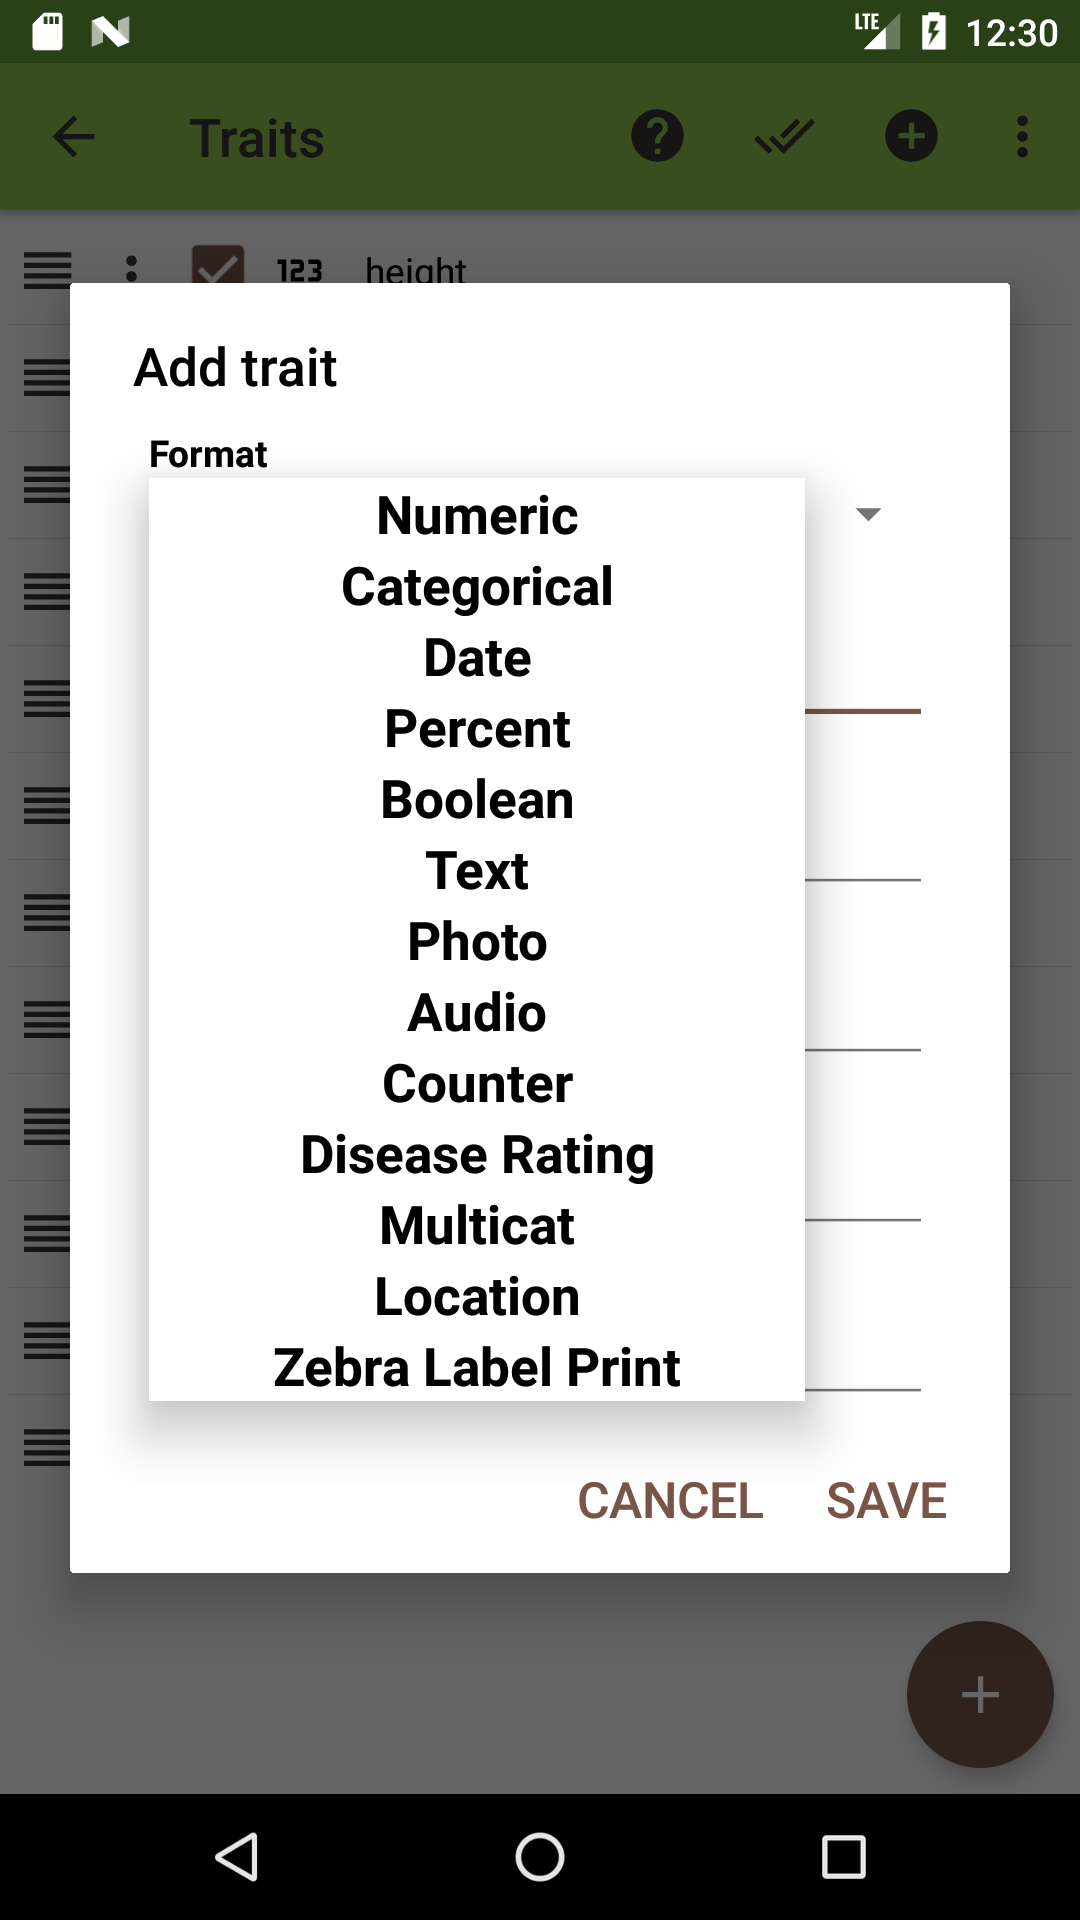 LTE 12:30
Traits
123 height
Add trait
Format
Numeric
Categorical
Date
Percent
Boolean
Text
Photo
Audio
Counter
Disease Rating
Multicat
Location
Zebra Label Print
CANCEL SAVE